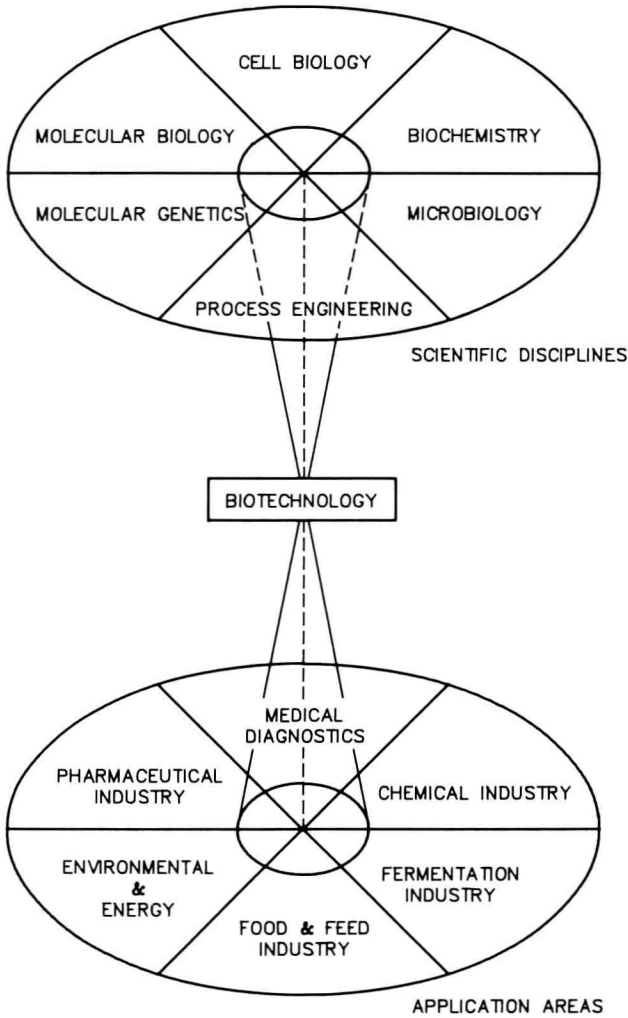 CELL BIOLOGY
MOLECULAR BIOLOGY
BIOCHEMISTRY
MOLECULAR GENETICS
MICROBIOLOGY
PROCESS ENGINEERING
SCIENTIFIC DISCIPLINES
BIOTECHNOLOGY
MEDICAL
DIAGNOSTICS
PHARMACEUTICAL
INDUSTRY
CHEMICAL INDUSTRY
ENVIRONMENTAL
&
ENERGY
FERMENTATION
INDUSTRY
FOOD & FEED
INDUSTRY
APPLICATION AREAS